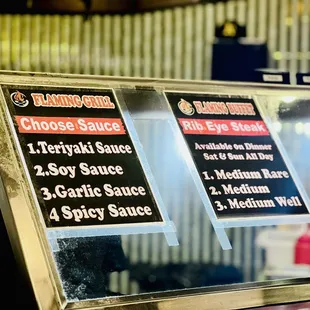 FLAMING GRILL
Choose Sauce
1.Teriyaki Sauce
2.Soy Sauce
3.Garlic Sauce
4 Spicy Sauce
FLAMING BUFFET
Rib Eye Steak
Available on Dinner
Sat & Sun All Day
1. Medium Rare
2. Medium
3. Medium Well